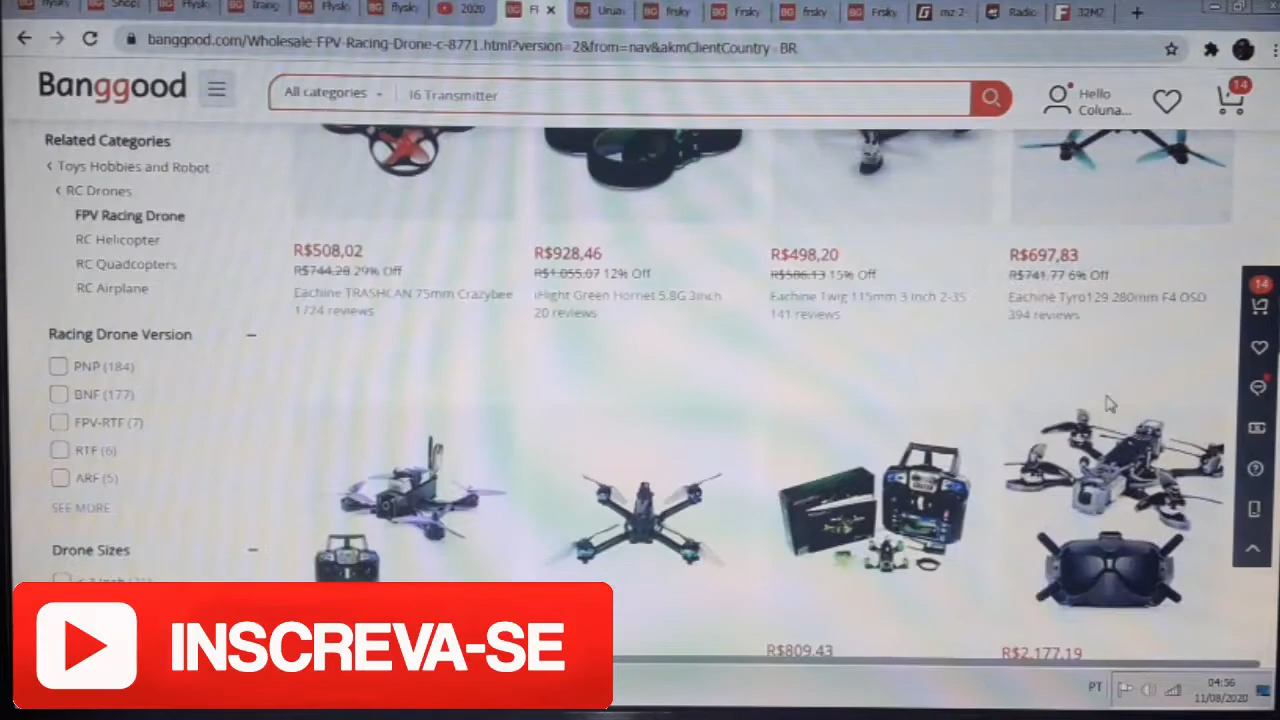 2020
mz-2
Radio
32M2
banggood.com/Wholesale-FPV-Racing-Drone-c-8771.html?version=2&from=nav&akmClientCountry=BR
Banggood
All categories
I6 Transmitter
Hello
Coluna...
14
Related Categories
Toys Hobbies and Robot
RC Drones
FPV Racing Drone
RC Helicopter
RC Quadcopters
RC Airplane
Racing Drone Version
PNP (184)
BNF (177)
FPV-RTF (7)
RTF (6)
ARF (5)
SEE MORE
Drone Sizes
R$508,02
R$744,28 29% Off
Eachine TRASHCAN 75mm Crazybee
1724 reviews
R$928,46
R$1.055,07 12% Off
iFlight Green Hornet 5.8G 3Inch
20 reviews
R$498,20
R$586,13 15% Off
Eachine Twig 115mm 3 Inch 2-3S
141 reviews
R$697,83
R$741,77 6% Off
Eachine Tyro129 280mm F4 OSD
394 reviews
14
R$809,43
R$2.177,19
INSCREVA-SE
PT
04:56
11/08/2020